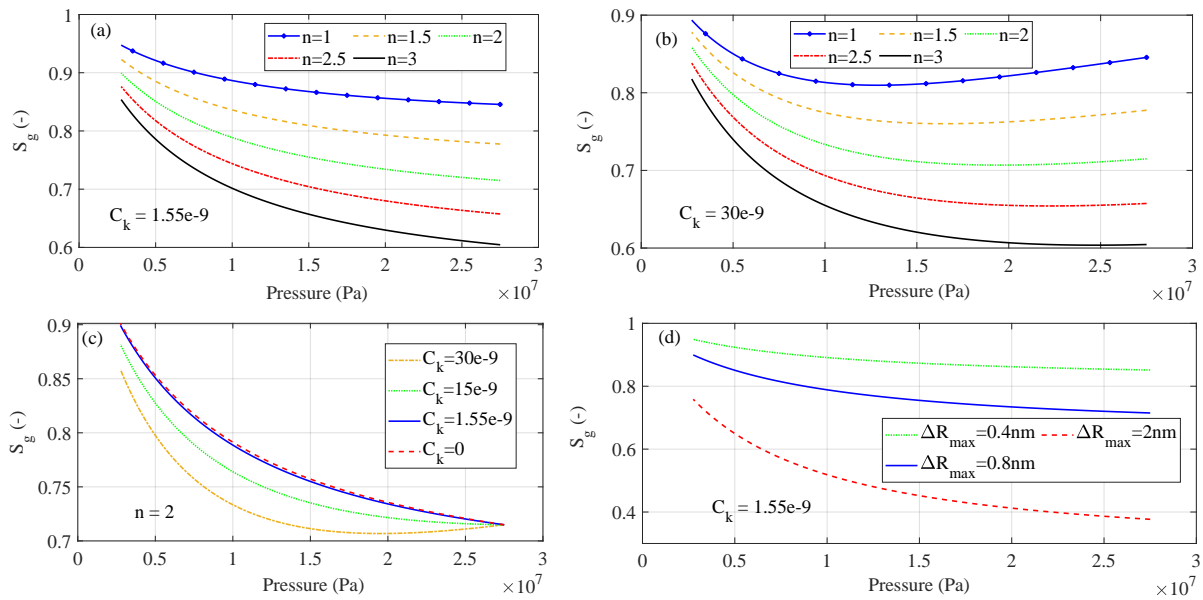 (a)
n=1 n=1.5 n=2
n=2.5 n=3
C_k = 1.55e-9
S_g (-)
1
0.9
0.8
0.7
0.6
0 0.5 1 1.5 2 2.5 3
Pressure (Pa)
×10^7
(b)
n=1 n=1.5 n=2
n=2.5 n=3
C_k = 30e-9
S_g (-)
0.9
0.8
0.7
0.6
0 0.5 1 1.5 2 2.5 3
Pressure (Pa)
×10^7
(c)
C_k=30e-9
C_k=15e-9
C_k=1.55e-9
C_k=0
n = 2
S_g (-)
0.9
0.85
0.8
0.75
0.7
0 0.5 1 1.5 2 2.5 3
Pressure (Pa)
×10^7
(d)
ΔR_max=0.4nm ΔR_max=2nm
ΔR_max=0.8nm
C_k = 1.55e-9
S_g (-)
1
0.8
0.6
0.4
0 0.5 1 1.5 2 2.5 3
Pressure (Pa)
×10^7